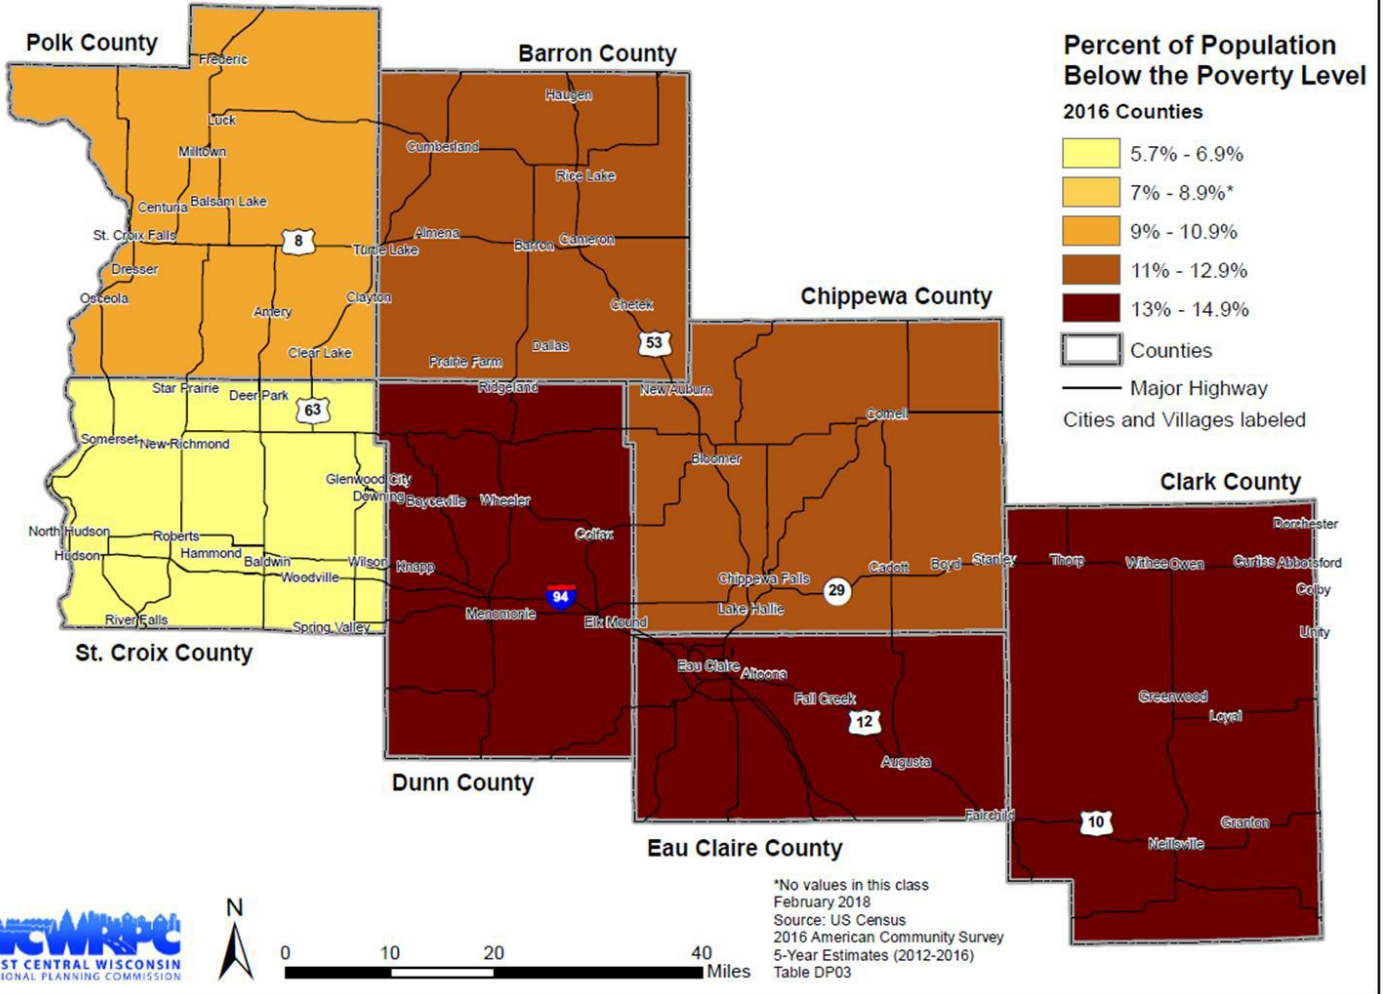 Polk County
Barron County
Chippewa County
Clark County
St. Croix County
Dunn County
Eau Claire County
Frederic
Luck
Milltown
Centuria
Balsam Lake
St. Croix Falls
8
Dresser
Turtle Lake
Osceola
Clayton
Amery
Clear Lake
Haugen
Cumberland
Rice Lake
Almena
Barron
Cameron
Chetek
Dallas
53
Prairie Farm
Ridgeland
New Auburn
Star Prairie
Deer Park
63
Somerset
New Richmond
Glenwood City
Downing
Boyceville
Wheeler
Colfax
North Hudson
Hudson
Roberts
Hammond
Baldwin
Woodville
Wilson
Knapp
River Falls
Spring Valley
Menomonie
94
Elk Mound
Cornell
Bloomer
Chippewa Falls
Lake Hallie
29
Cadott
Boyd
Stanley
Thorp
Withee
Owen
Curtiss
Abbotsford
Dorchester
Colby
Unity
Eau Claire
Altoona
Fall Creek
12
Augusta
Fairchild
Greenwood
Loyal
10
Granton
Neillsville
Percent of Population
Below the Poverty Level
2016 Counties
5.7% - 6.9%
7% - 8.9%*
9% - 10.9%
11% - 12.9%
13% - 14.9%
Counties
Major Highway
Cities and Villages labeled
WCWRPC
ST CENTRAL WISCONSIN
IONAL PLANNING COMMISSION
N
0 10 20 40
Miles
*No values in this class
February 2018
Source: US Census
2016 American Community Survey
5-Year Estimates (2012-2016)
Table DP03